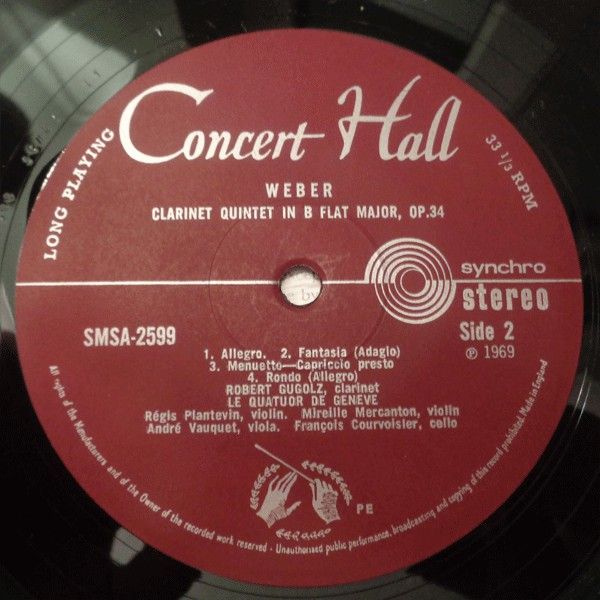 LONG PLAYING
Concert Hall
33 1/3 RPM
WEBER
CLARINET QUINTET IN B FLAT MAJOR, OP.34
synchro
stereo
SMSA-2599
Side 2
℗ 1969
1. Allegro. 2. Fantasia (Adagio)
3. Menuetto—Capriccio presto
4. Rondo (Allegro)
ROBERT GUGOLZ, clarinet
LE QUATUOR DE GENEVE
Régis Plantevin, violin. Mireille Mercanton, violin
André Vauquet, viola. François Courvoisier, cello
PE
All rights of the Manufacturers and of the Owner of the recorded work reserved - Unauthorised public performance, broadcasting and copying of this record prohibited. Made in England
by